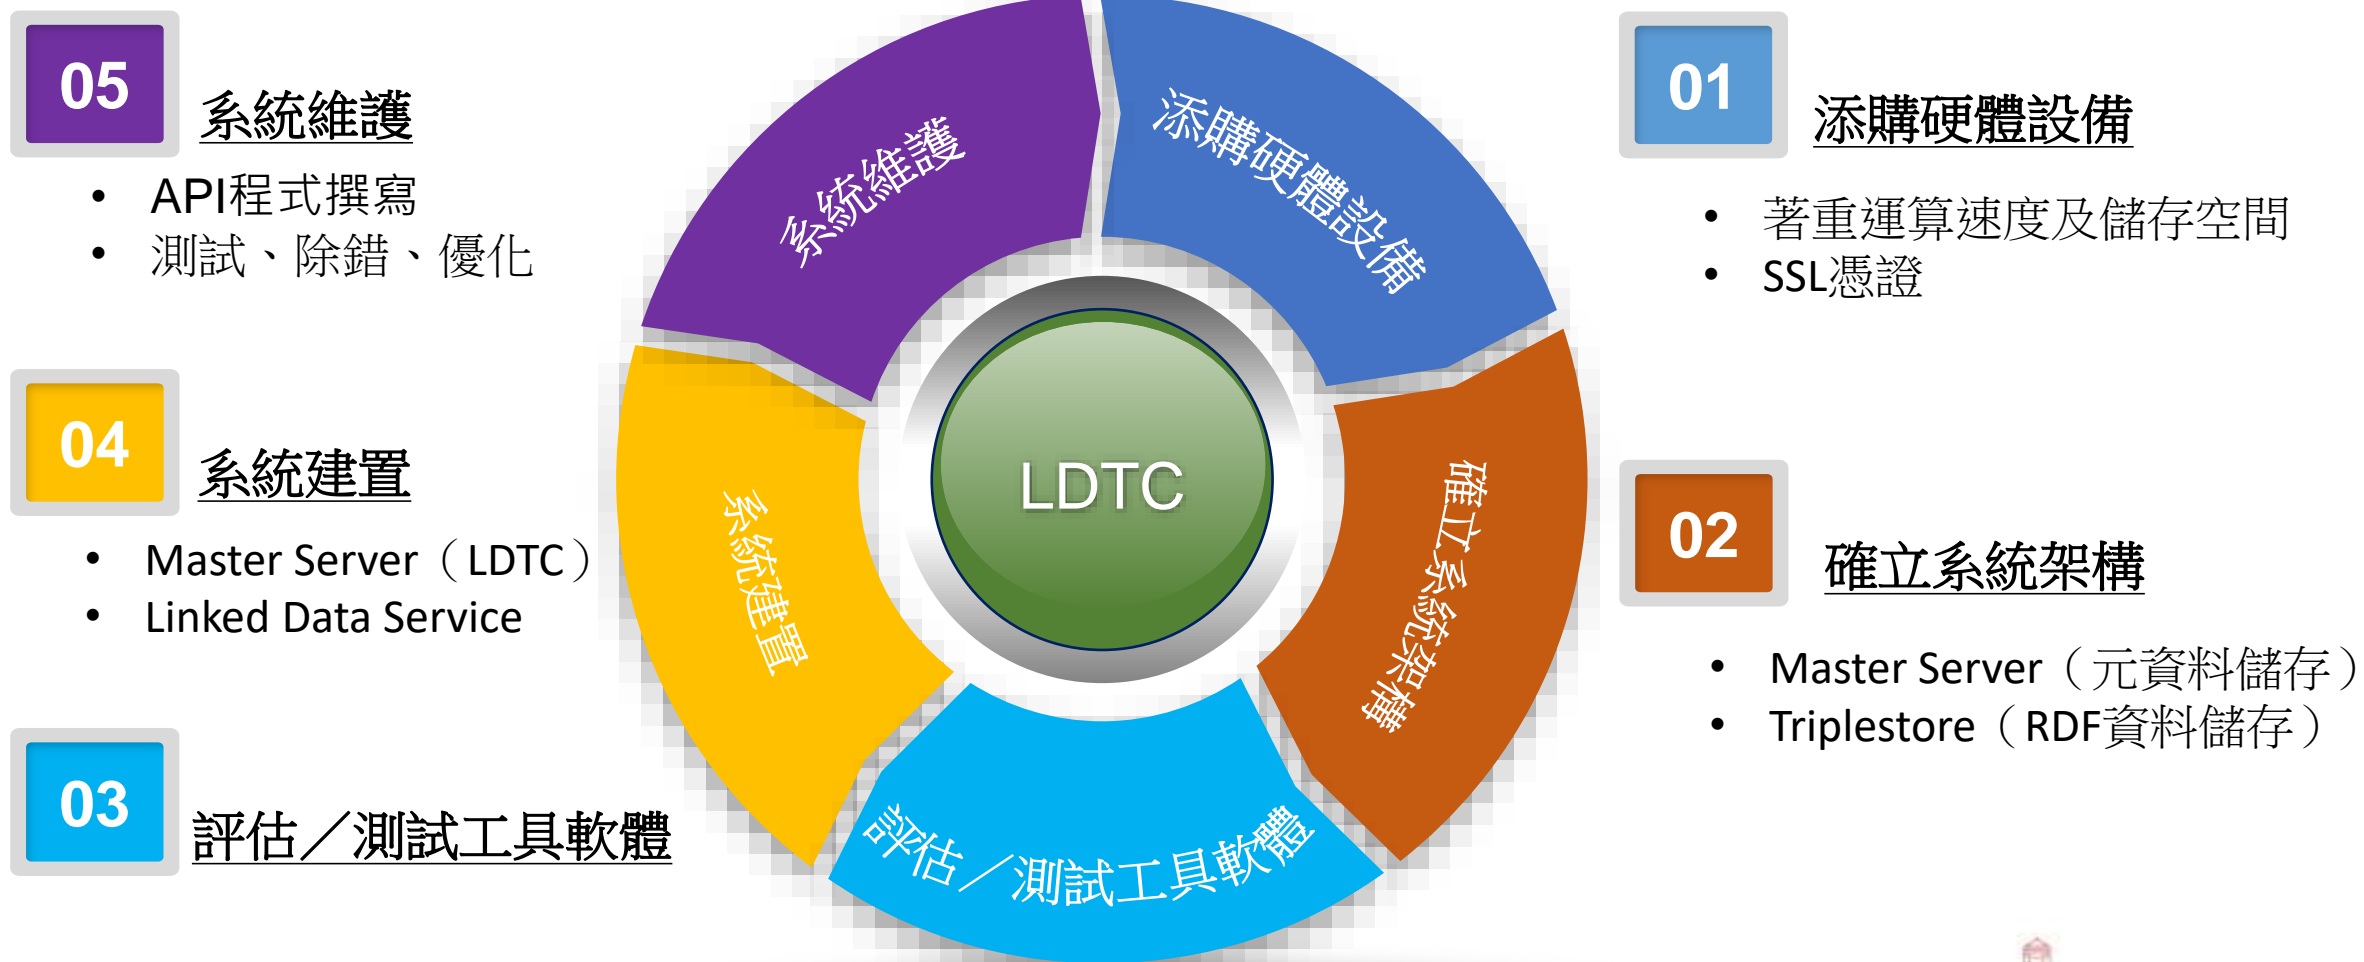 05
系統維護
• API程式撰寫
• 測試、除錯、優化
04
系統建置
• Master Server（LDTC）
• Linked Data Service
03
評估／測試工具軟體
系統維護
添購硬體設備
確立系統架構
評估／測試工具軟體
系統建置
LDTC
01
添購硬體設備
• 著重運算速度及儲存空間
• SSL憑證
02
確立系統架構
• Master Server（元資料儲存）
• Triplestore（RDF資料儲存）